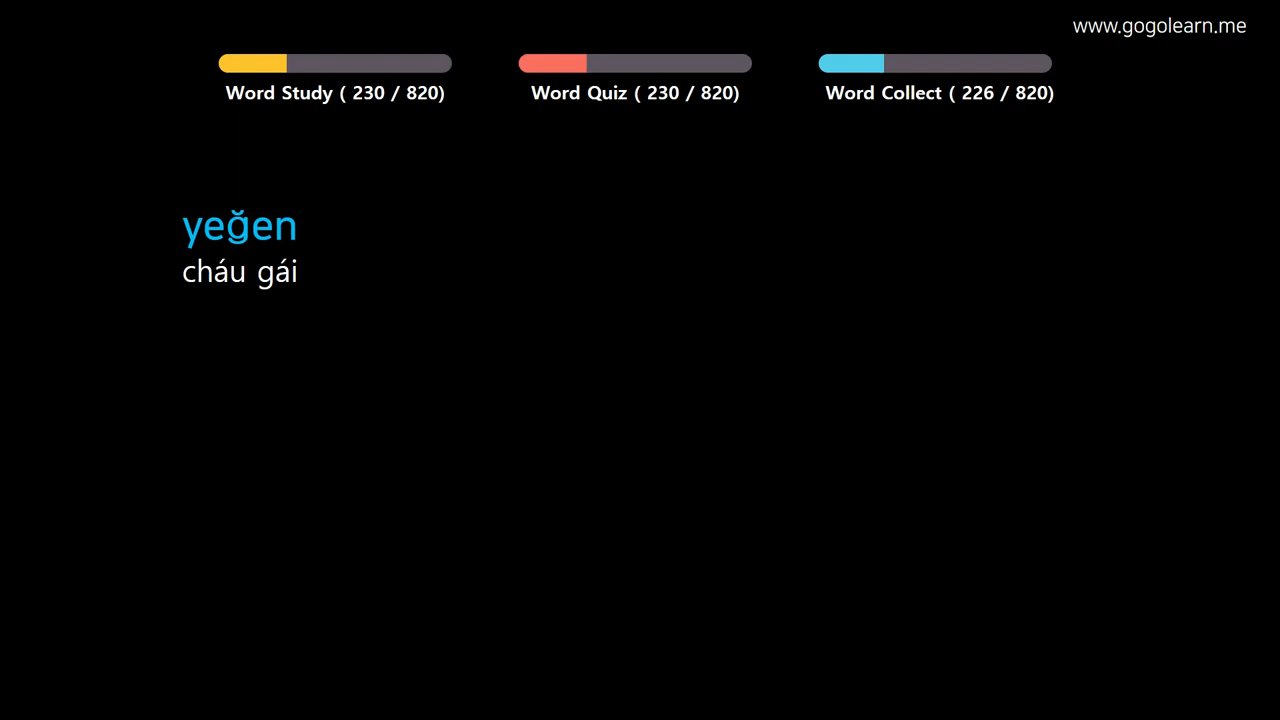 www.gogolearn.me
Word Study ( 230 / 820)
Word Quiz ( 230 / 820)
Word Collect ( 226 / 820)
yeğen
cháu gái